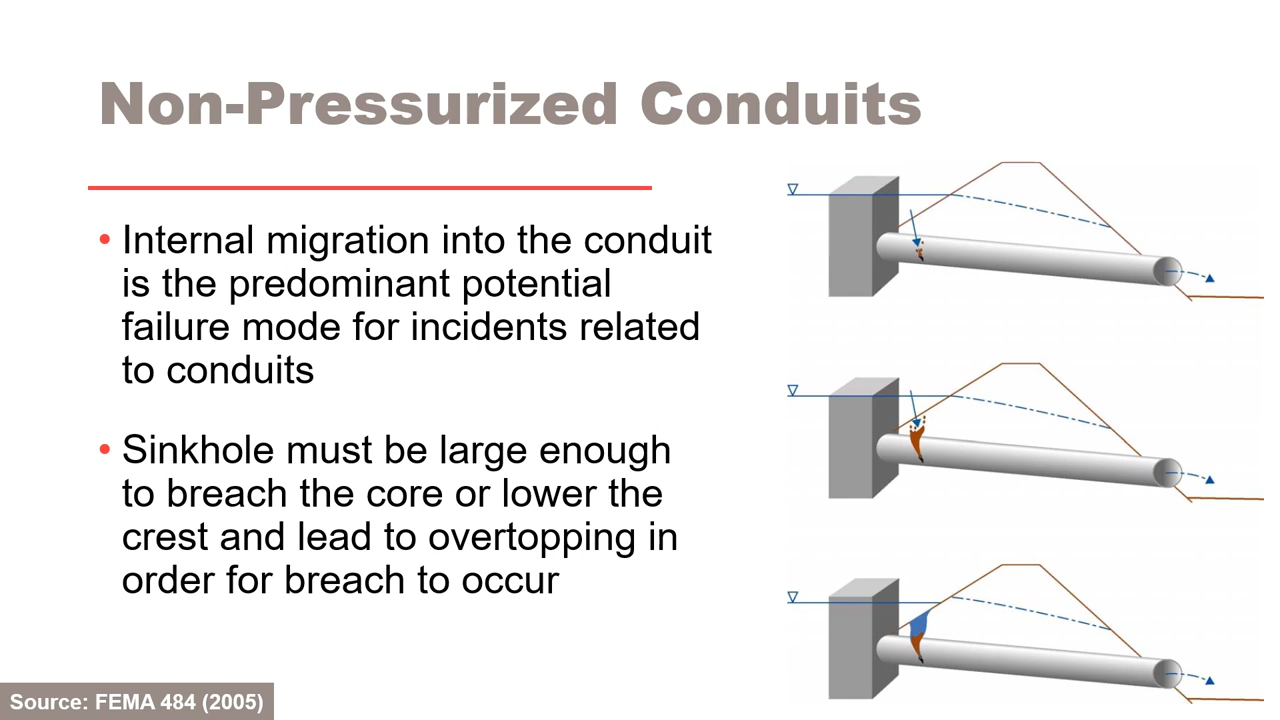 Non-Pressurized Conduits
• Internal migration into the conduit
is the predominant potential
failure mode for incidents related
to conduits
• Sinkhole must be large enough
to breach the core or lower the
crest and lead to overtopping in
order for breach to occur
Source: FEMA 484 (2005)